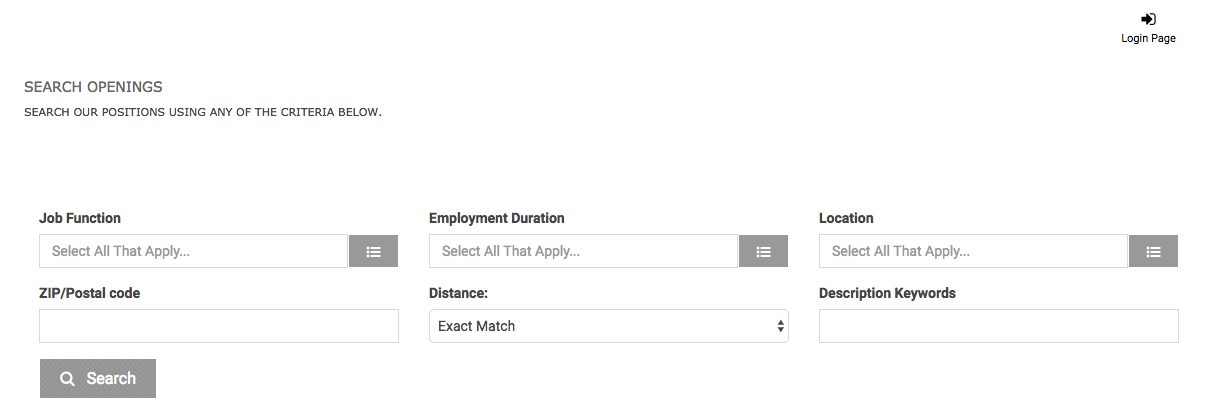 Login Page
SEARCH OPENINGS
SEARCH OUR POSITIONS USING ANY OF THE CRITERIA BELOW.
Job Function
Employment Duration
Location
Select All That Apply...
Select All That Apply...
Select All That Apply...
ZIP/Postal code
Distance:
Description Keywords
Exact Match
Search